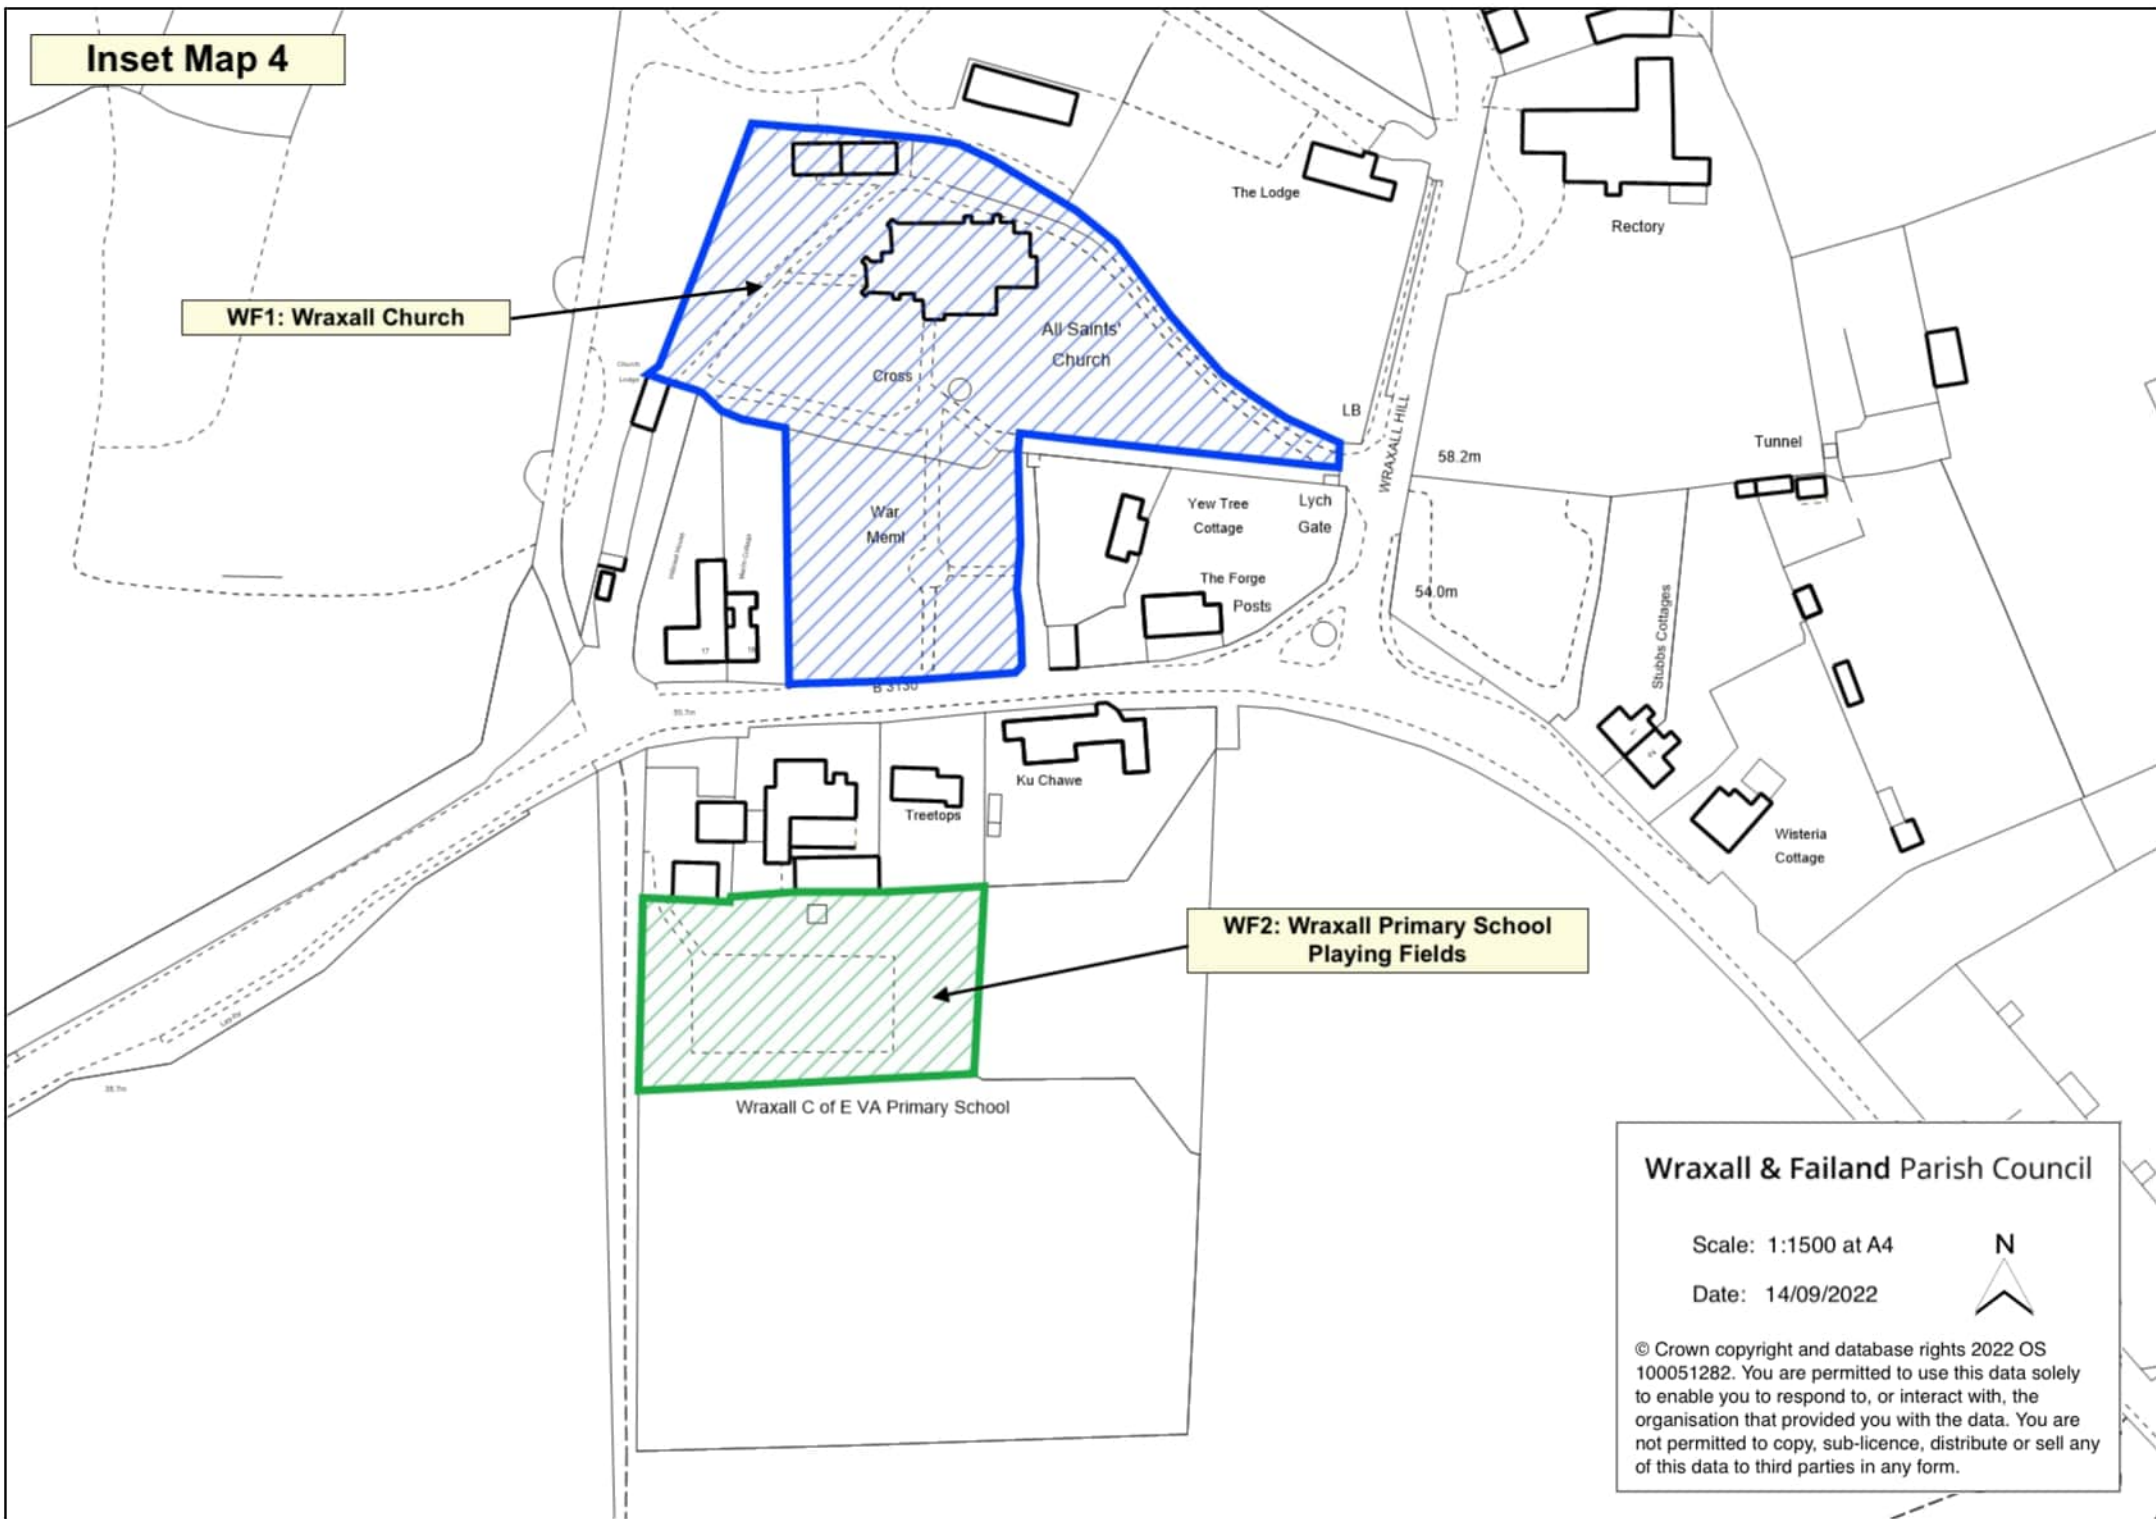 Inset Map 4
The Lodge
Rectory
WF1: Wraxall Church
All Saints'
Church
Cross
Church
Lodge
LB
WRAXALL HILL
58.2m
Tunnel
War
Meml
Yew Tree
Cottage
Lych
Gate
The Forge
Posts
54.0m
Stubbs Cottages
17
18
B 3130
Ku Chawe
Treetops
Wisteria
Cottage
WF2: Wraxall Primary School
Playing Fields
Wraxall C of E VA Primary School
Wraxall & Failand Parish Council
Scale: 1:1500 at A4
N
Date: 14/09/2022
© Crown copyright and database rights 2022 OS
100051282. You are permitted to use this data solely
to enable you to respond to, or interact with, the
organisation that provided you with the data. You are
not permitted to copy, sub-licence, distribute or sell any
of this data to third parties in any form.